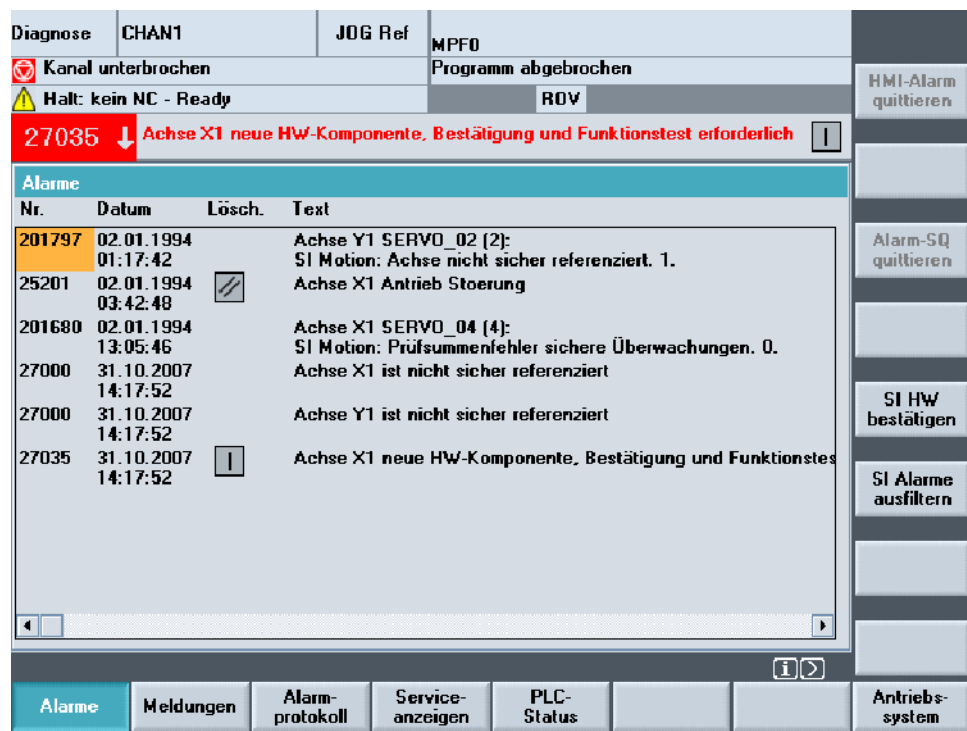 Diagnose CHAN1 JOG Ref MPF0
Kanal unterbrochen Programm abgebrochen
Halt: kein NC - Ready ROV
27035 Achse X1 neue HW-Komponente, Bestätigung und Funktionstest erforderlich
Alarme
Nr. Datum Lösch. Text
201797 02.01.1994 Achse Y1 SERVO_02 (2):
01:17:42 SI Motion: Achse nicht sicher referenziert. 1.
25201 02.01.1994 Achse X1 Antrieb Stoerung
03:42:48
201680 02.01.1994 Achse X1 SERVO_04 (4):
13:05:46 SI Motion: Prüfsummenfehler sichere Überwachungen. 0.
27000 31.10.2007 Achse X1 ist nicht sicher referenziert
14:17:52
27000 31.10.2007 Achse Y1 ist nicht sicher referenziert
14:17:52
27035 31.10.2007 Achse X1 neue HW-Komponente, Bestätigung und Funktionstes
14:17:52
HMI-Alarm
quittieren
Alarm-SQ
quittieren
SI HW
bestätigen
SI Alarme
ausfiltern
Alarme
Meldungen
Alarm-
protokoll
Service-
anzeigen
PLC-
Status
Antriebs-
system